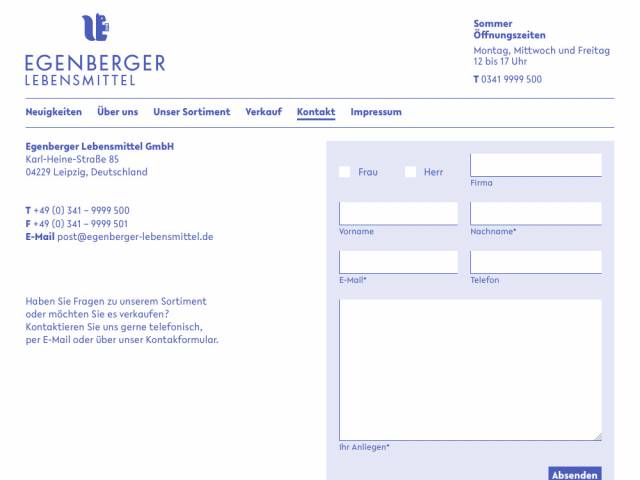 EGENBERGER
LEBENSMITTEL
Sommer
Öffnungszeiten
Montag, Mittwoch und Freitag
12 bis 17 Uhr
T 0341 9999 500
Neuigkeiten Über uns Unser Sortiment Verkauf Kontakt Impressum
Egenberger Lebensmittel GmbH
Karl-Heine-Straße 85
04229 Leipzig, Deutschland
T +49 (0) 341 – 9999 500
F +49 (0) 341 – 9999 501
E-Mail post@egenberger-lebensmittel.de
Haben Sie Fragen zu unserem Sortiment
oder möchten Sie es verkaufen?
Kontaktieren Sie uns gerne telefonisch,
per E-Mail oder über unser Kontakformular.
Frau Herr
Firma
Vorname Nachname*
E-Mail* Telefon
Ihr Anliegen*
Absenden